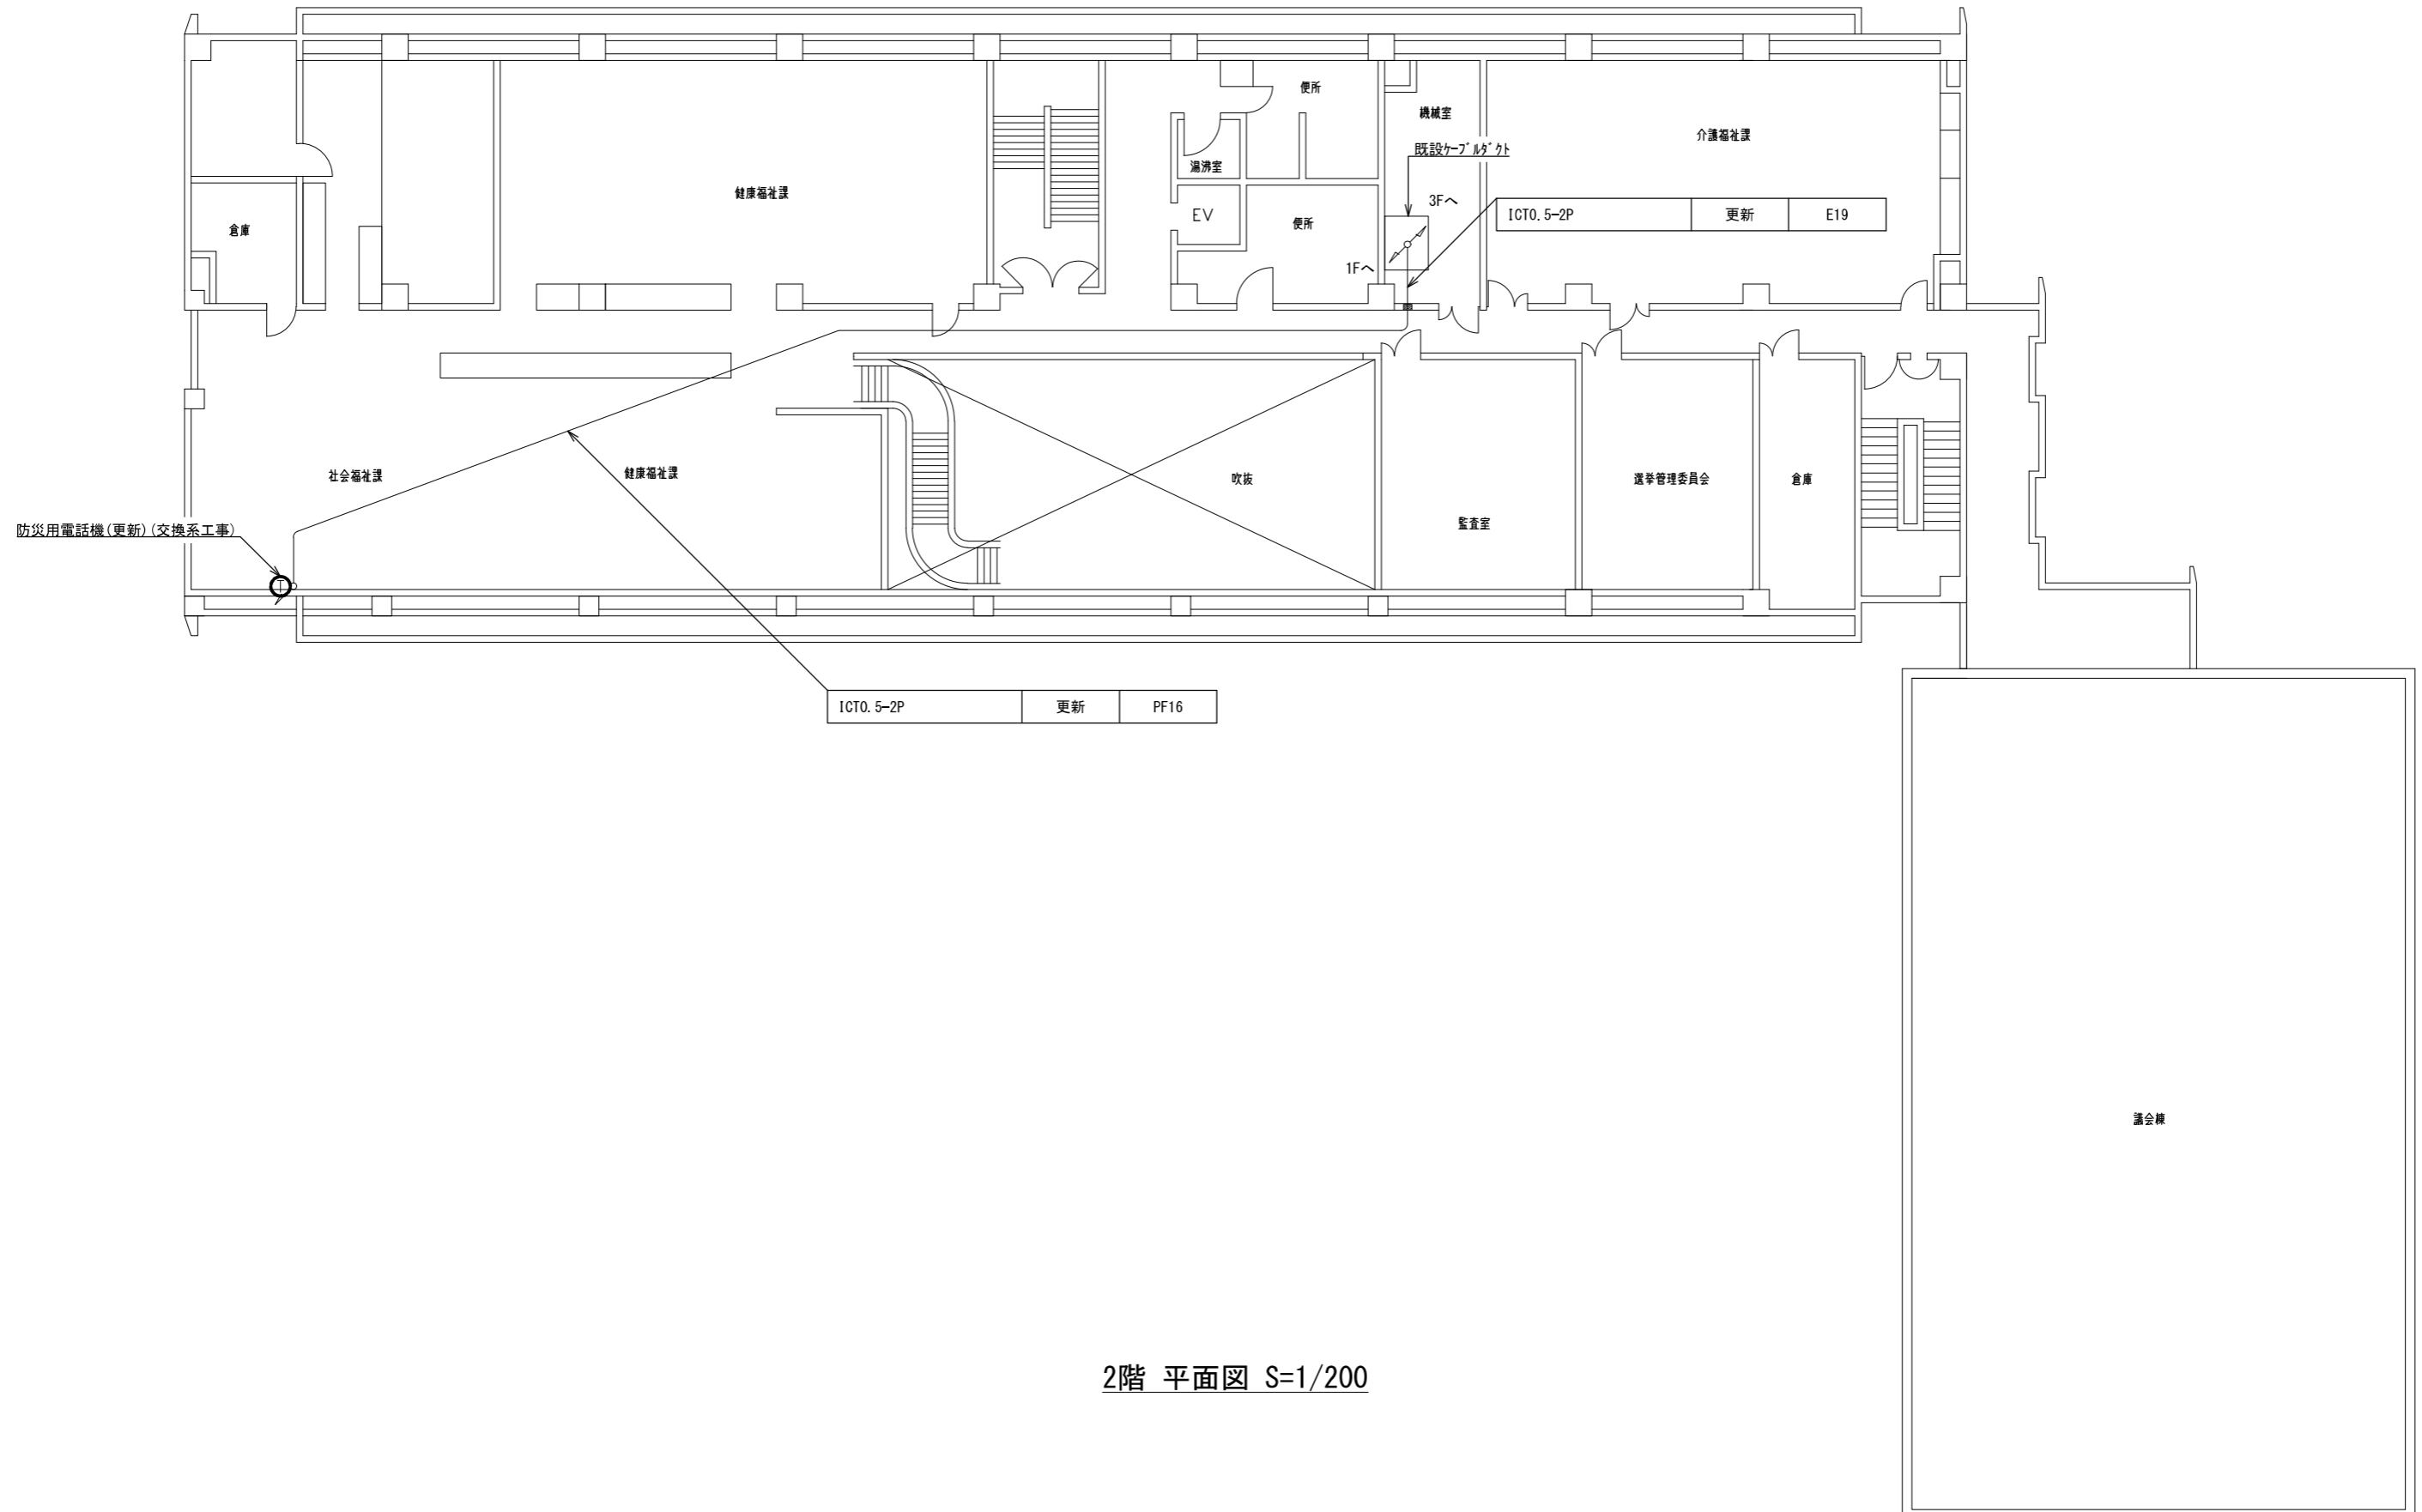 便所
機械室
介護福祉課
既設ｹｰﾌﾞﾙﾀﾞｸﾄ
湯沸室
健康福祉課
3Fへ
ICT0.5-2P 更新 E19
EV
便所
倉庫
1Fへ
社会福祉課
健康福祉課
吹抜
選挙管理委員会
倉庫
監査室
防災用電話機(更新)(交換系工事)
T
ICT0.5-2P 更新 PF16
議会棟
2階 平面図 S=1/200